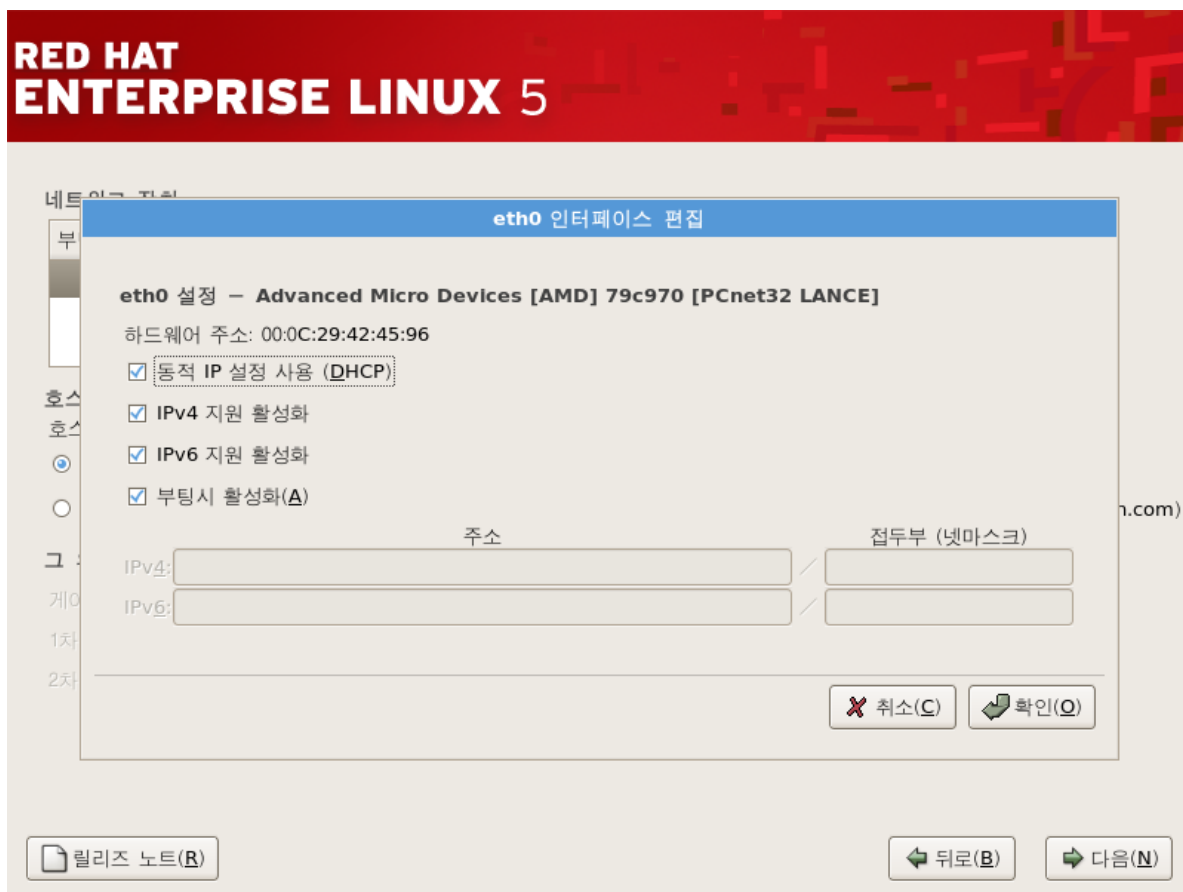 RED HAT
ENTERPRISE LINUX 5
eth0 인터페이스 편집
eth0 설정 − Advanced Micro Devices [AMD] 79c970 [PCnet32 LANCE]
하드웨어 주소: 00:0C:29:42:45:96
동적 IP 설정 사용 (DHCP)
IPv4 지원 활성화
IPv6 지원 활성화
부팅시 활성화(A)
주소 접두부 (넷마스크)
IPv4: /
IPv6: /
취소(C) 확인(O)
n.com)
1차
2차
릴리즈 노트(R) 뒤로(B) 다음(N)